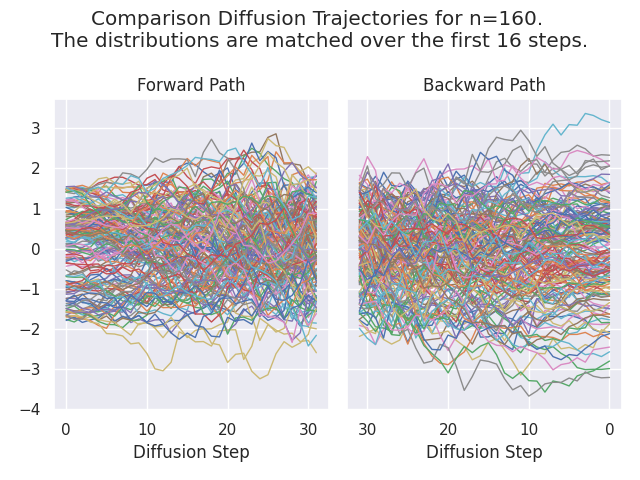 Comparison Diffusion Trajectories for n=160.
The distributions are matched over the first 16 steps.
Forward Path
Backward Path
3
2
1
0
−1
−2
−3
−4
0 10 20 30
30 20 10 0
Diffusion Step
Diffusion Step